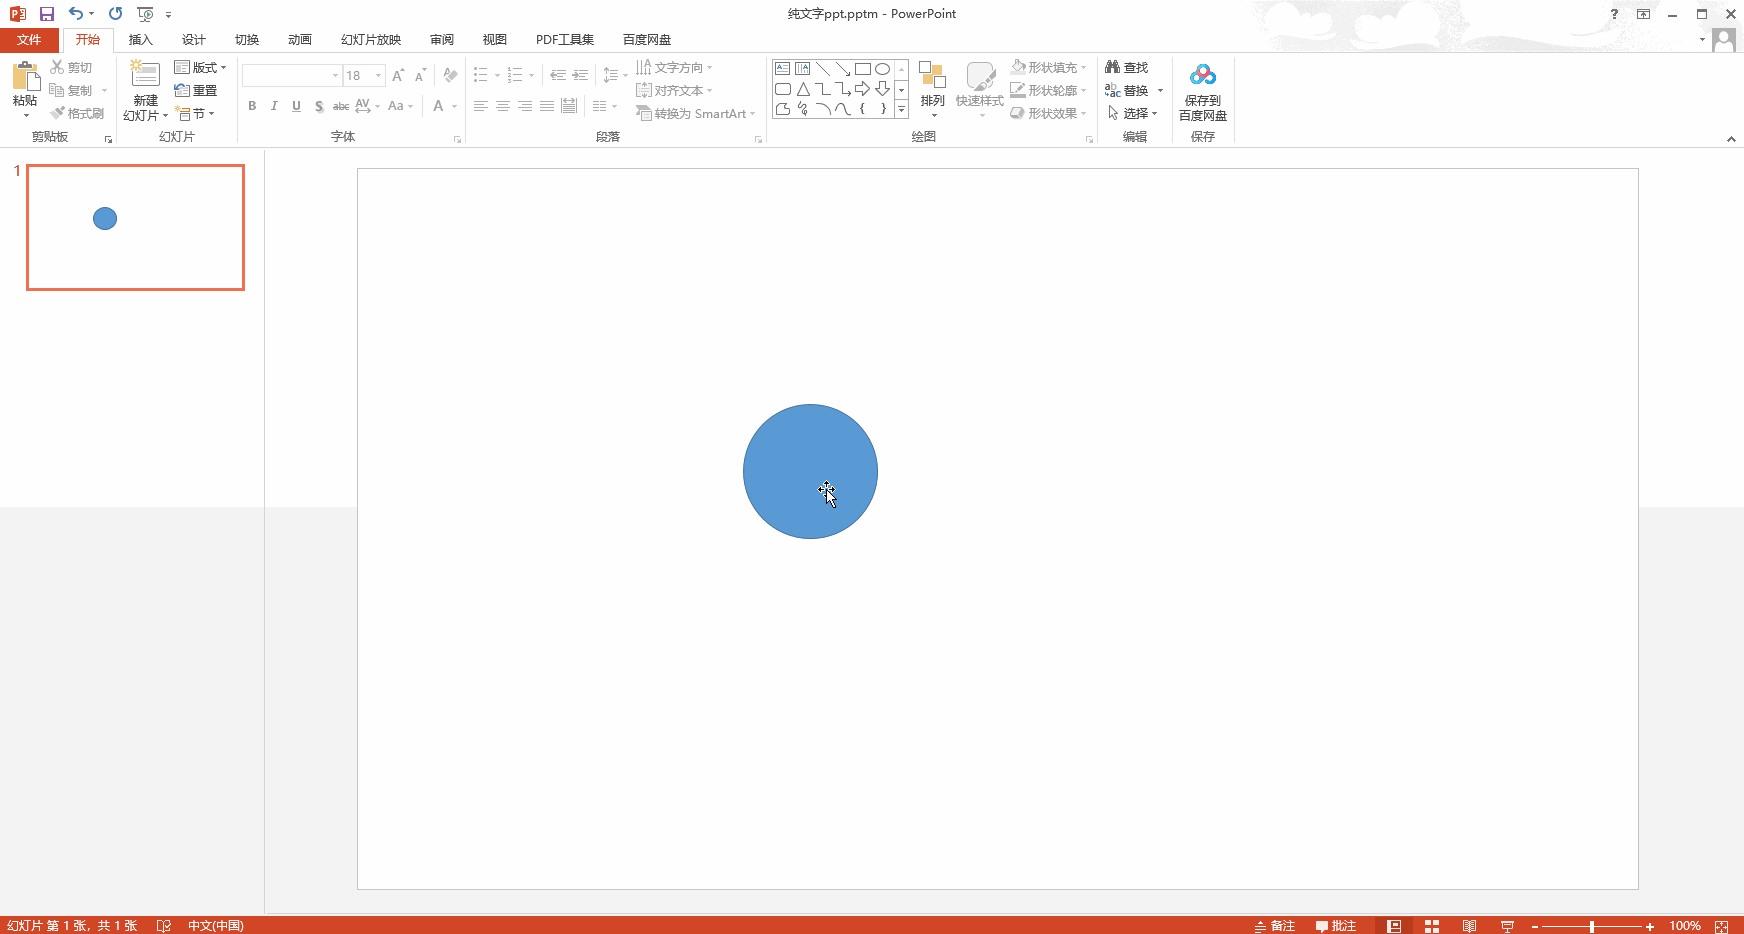 纯文字ppt.pptm - PowerPoint
文件 开始 插入 设计 切换 动画 幻灯片放映 审阅 视图 PDF工具集 百度网盘
粘贴
剪切
复制
格式刷
剪贴板
新建
幻灯片
版式
重置
节
幻灯片
18
B I U S abc AV Aa A
字体
文字方向
对齐文本
转换为 SmartArt
段落
排列
快速样式
形状填充
形状轮廓
形状效果
绘图
查找
替换
选择
编辑
保存到
百度网盘
保存
1
幻灯片 第 1 张，共 1 张 中文(中国) 备注 批注 100%